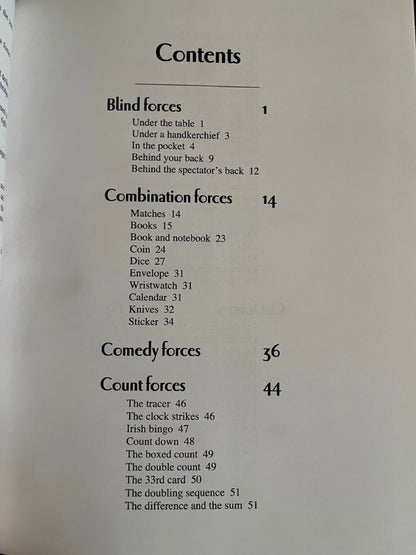 Contents
Blind forces 1
Under the table 1
Under a handkerchief 3
In the pocket 4
Behind your back 9
Behind the spectator's back 12
Combination forces 14
Matches 14
Books 15
Book and notebook 23
Coin 24
Dice 27
Envelope 31
Wristwatch 31
Calendar 31
Knives 32
Sticker 34
Comedy forces 36
Count forces 44
The tracer 46
The clock strikes 46
Irish bingo 47
Count down 48
The boxed count 49
The double count 49
The 33rd card 50
The doubling sequence 51
The difference and the sum 51